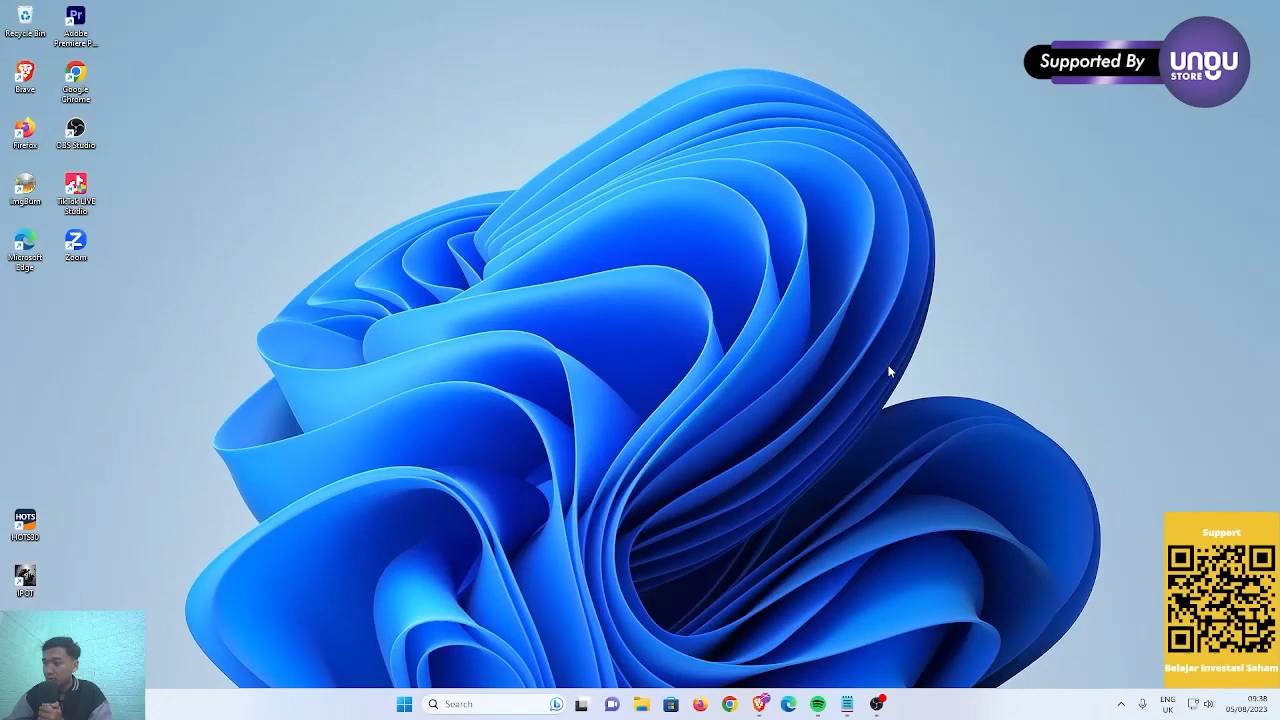 Recycle Bin
Adobe
Premiere P...
Pr
Brave
Google
Chrome
Firefox
OBS Studio
ImgBurn
TikTok LIVE
Studio
Microsoft
Edge
Zoom
HOTS
HOTS30
IPOT
Supported By
UNGU
STORE
Support
Belajar Investasi Saham
Search
ENG
UK
09:38
05/08/2023